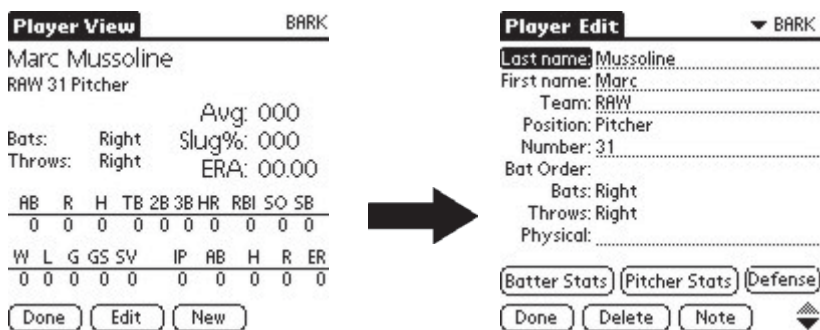 Player View BARK
Marc Mussoline
RAW 31 Pitcher
Avg: 000
Bats: Right Slug%: 000
Throws: Right ERA: 00.00
AB R H TB 2B 3B HR RBI SO SB
0 0 0 0 0 0 0 0 0 0
W L G GS SV IP AB H R ER
0 0 0 0 0 0 0 0 0 0
Done Edit New
Player Edit BARK
Last name: Mussoline
First name: Marc
Team: RAW
Position: Pitcher
Number: 31
Bat Order:
Bats: Right
Throws: Right
Physical:
Batter Stats Pitcher Stats Defense
Done Delete Note